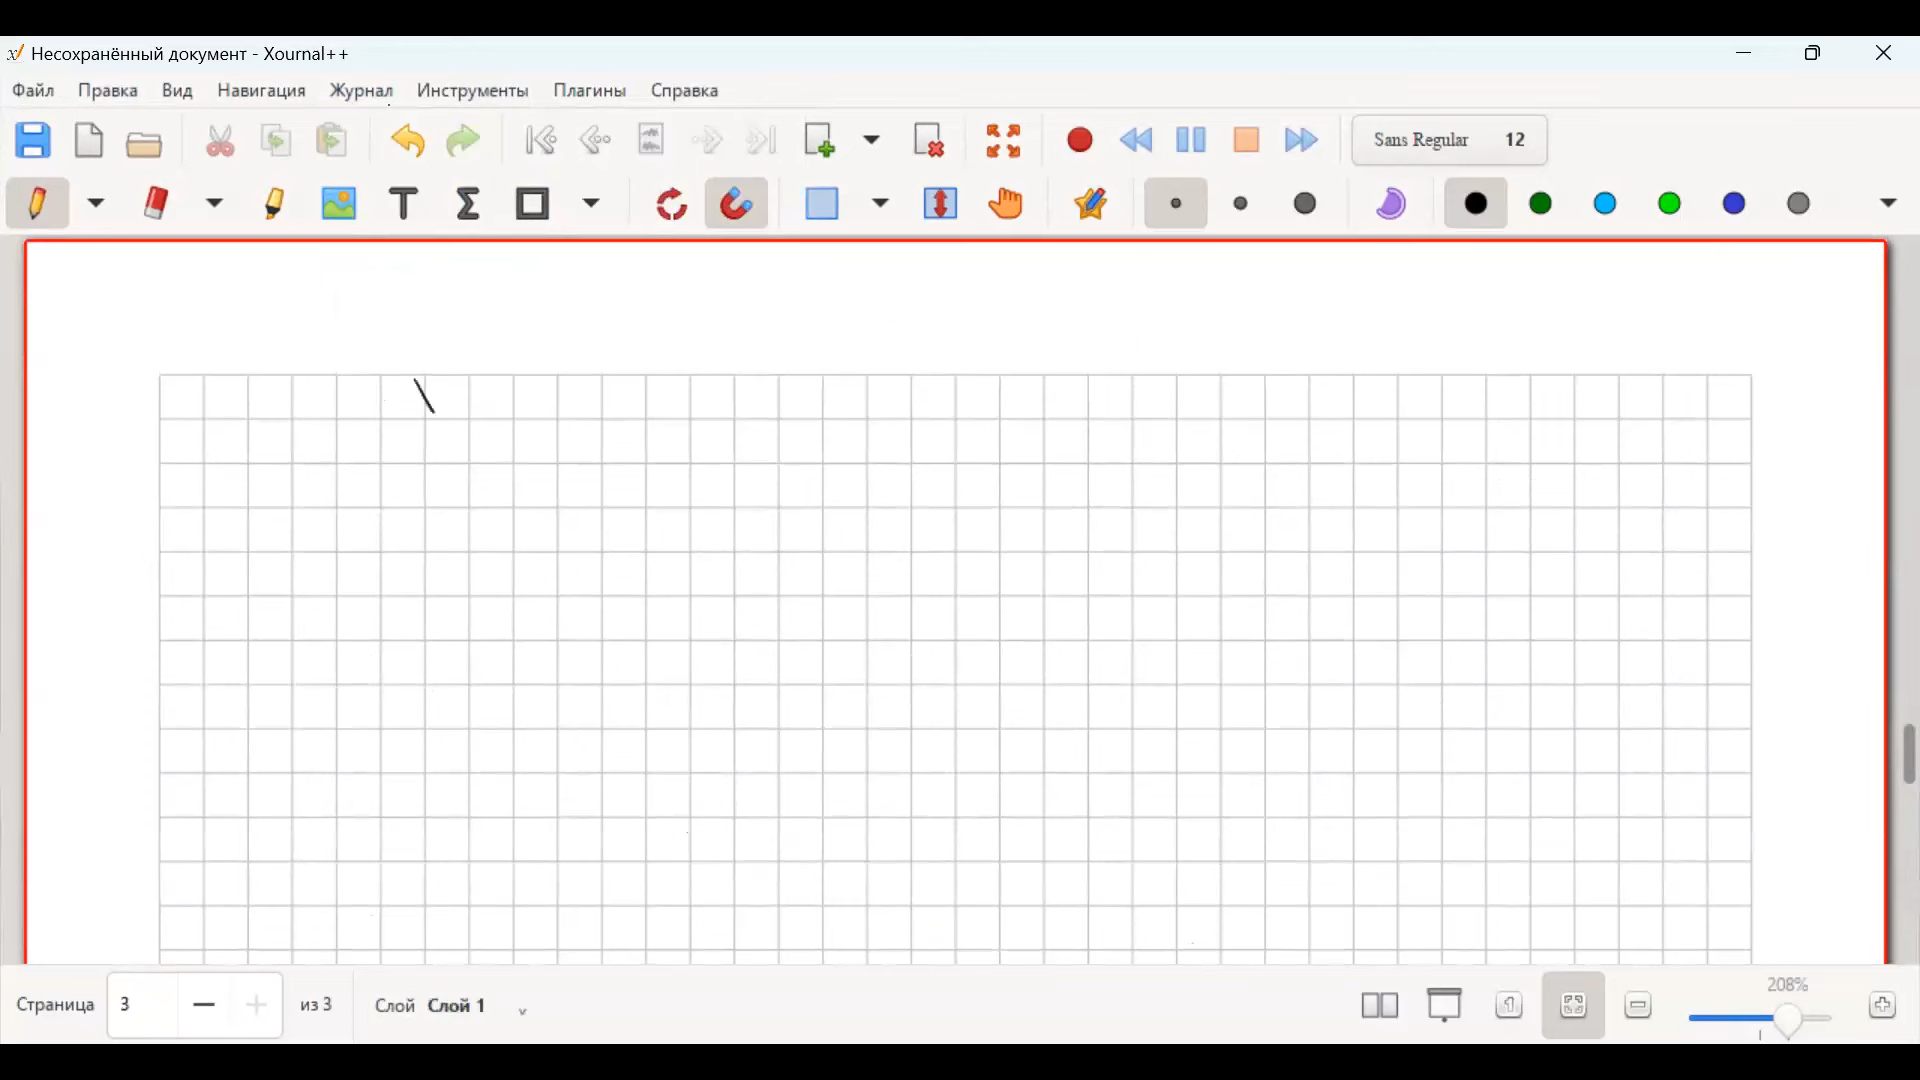 Несохранённый документ - Xournal++
Файл Правка Вид Навигация Журнал Инструменты Плагины Справка
Sans Regular 12
T Σ
208%
Страница 3 из 3 Слой Слой 1